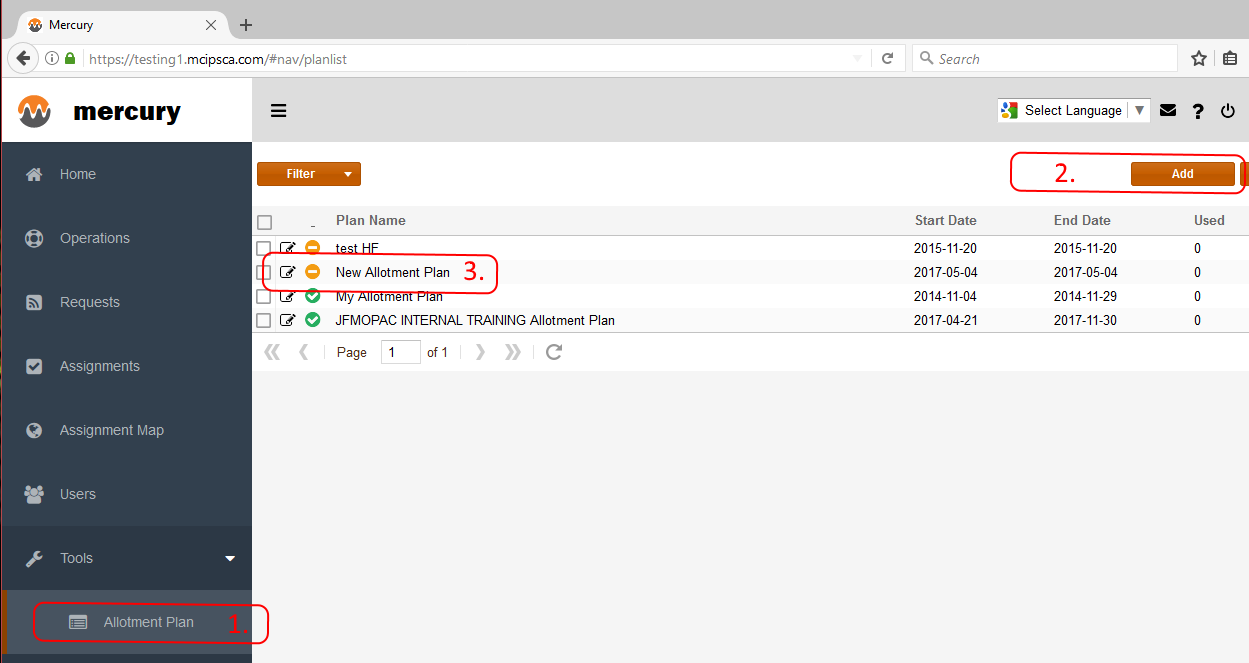 Mercury
https://testing1.mcipsca.com/#nav/planlist
Search
mercury
Select Language
Home
Operations
Requests
Assignments
Assignment Map
Users
Tools
Allotment Plan 1.
Filter
2. Add
Plan Name Start Date End Date Used
test HF 2015-11-20 2015-11-20 0
New Allotment Plan 3. 2017-05-04 2017-05-04 0
My Allotment Plan 2014-11-04 2014-11-29 0
JFMOPAC INTERNAL TRAINING Allotment Plan 2017-04-21 2017-11-30 0
Page 1 of 1